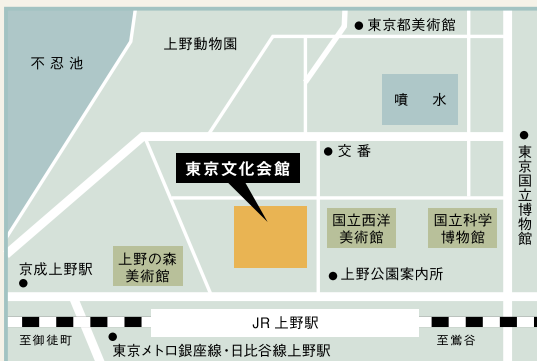 東京都美術館
上野動物園
不忍池
噴 水
交番
東京国立博物館
東京文化会館
国立西洋
美術館
国立科学
博物館
上野の森
美術館
京成上野駅
上野公園案内所
JR 上野駅
至御徒町
至鶯谷
東京メトロ銀座線・日比谷線上野駅